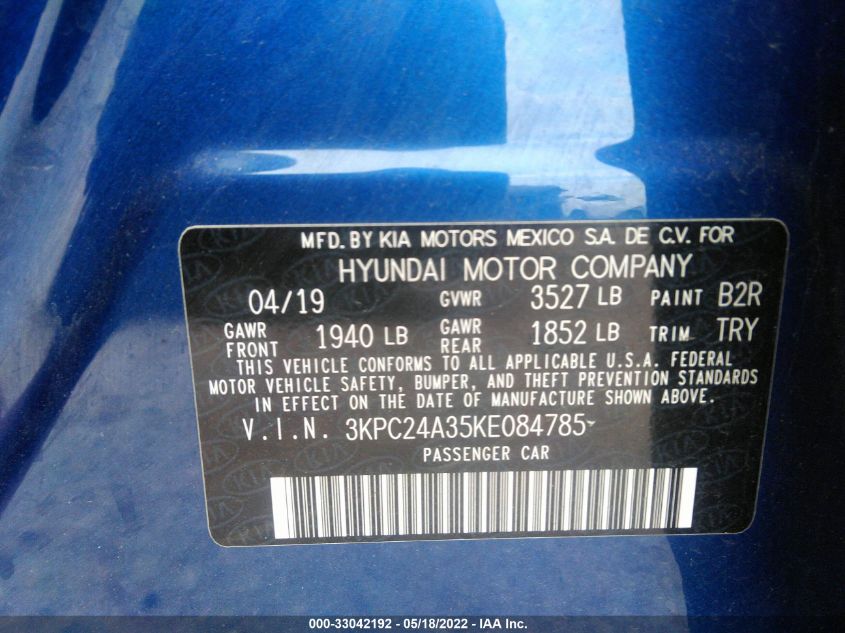 MFD. BY KIA MOTORS MEXICO S.A. DE C.V. FOR
HYUNDAI MOTOR COMPANY
04/19 GVWR 3527 LB PAINT B2R
GAWR FRONT 1940 LB GAWR REAR 1852 LB TRIM TRY
THIS VEHICLE CONFORMS TO ALL APPLICABLE U.S.A. FEDERAL
MOTOR VEHICLE SAFETY, BUMPER, AND THEFT PREVENTION STANDARDS
IN EFFECT ON THE DATE OF MANUFACTURE SHOWN ABOVE.
V.I.N. 3KPC24A35KE084785
PASSENGER CAR
000-33042192 - 05/18/2022 - IAA Inc.